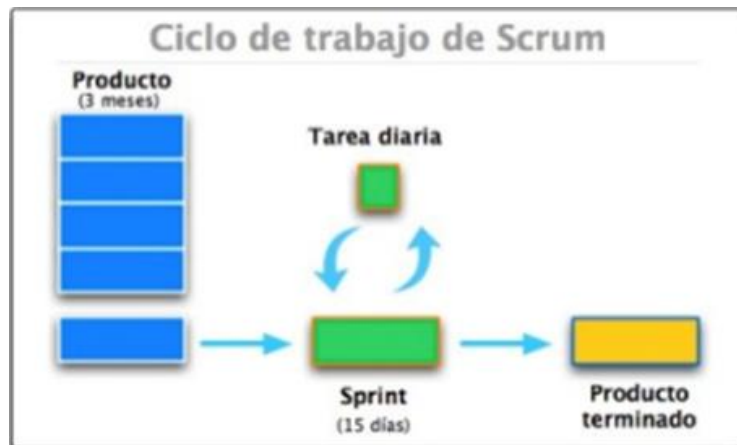 Ciclo de trabajo de Scrum
Producto
(3 meses)
Tarea diaria
Sprint
(15 días)
Producto
terminado